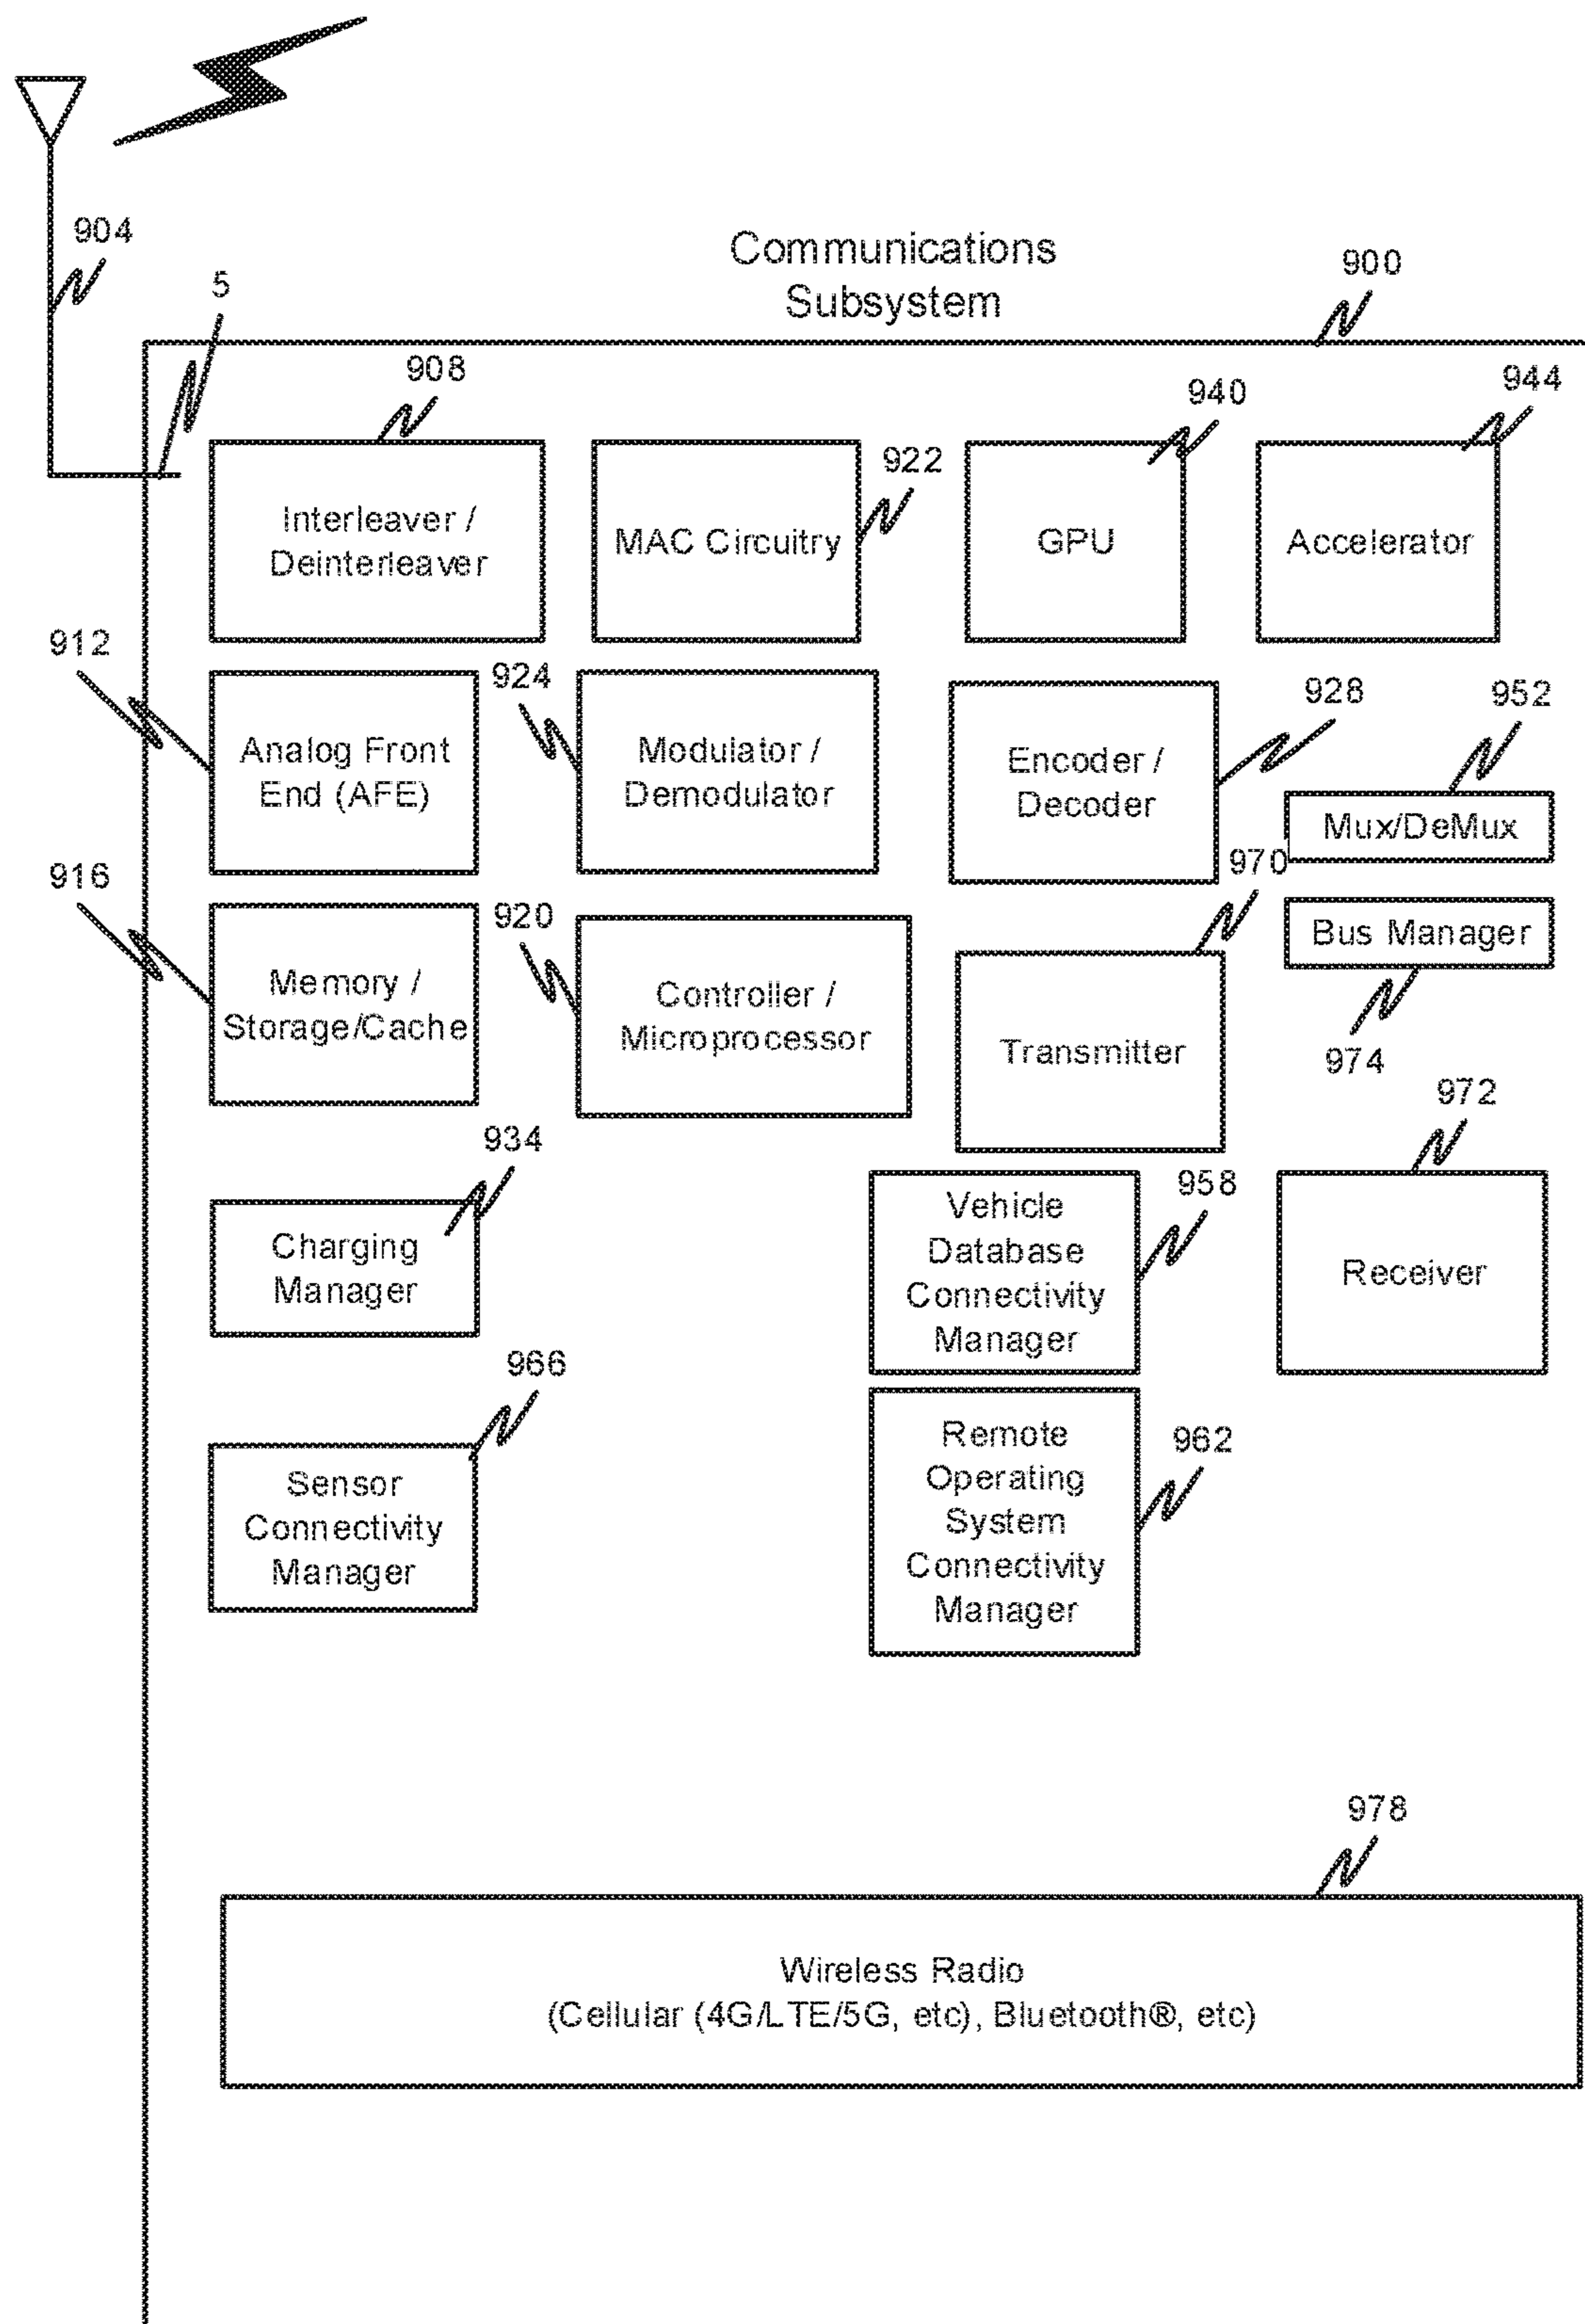 904
5
Communications
Subsystem
900
908
940
944
922
Interleaver /
Deinterleaver
MAC Circuitry
GPU
Accelerator
912
924
928
952
Analog Front
End (AFE)
Modulator /
Demodulator
Encoder /
Decoder
Mux/DeMux
970
916
920
Bus Manager
Memory /
Storage/Cache
Controller /
Microprocessor
Transmitter
974
972
934
958
Charging
Manager
Vehicle
Database
Connectivity
Manager
Receiver
966
962
Sensor
Connectivity
Manager
Remote
Operating
System
Connectivity
Manager
978
Wireless Radio
(Cellular (4G/LTE/5G, etc), Bluetooth®, etc)